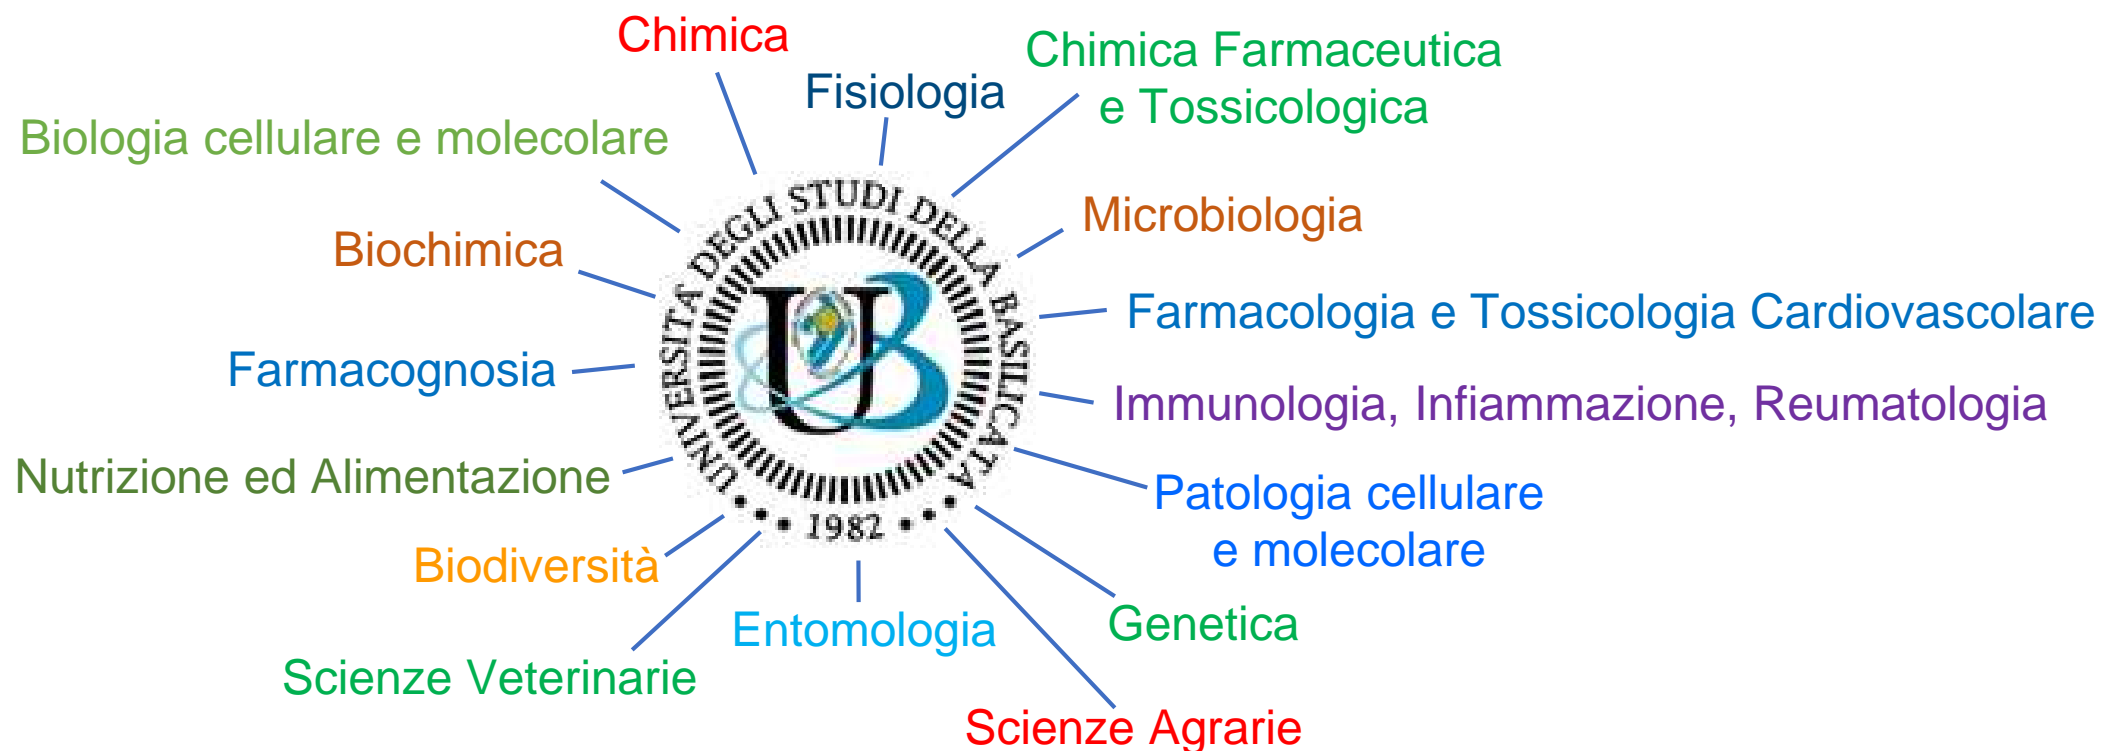 Chimica
Fisiologia
Chimica Farmaceutica
e Tossicologica
Biologia cellulare e molecolare
Microbiologia
Biochimica
Farmacologia e Tossicologia Cardiovascolare
Farmacognosia
Immunologia, Infiammazione, Reumatologia
Nutrizione ed Alimentazione
Patologia cellulare
e molecolare
Biodiversità
Entomologia
Genetica
Scienze Veterinarie
Scienze Agrarie
UNIVERSITÀ DEGLI STUDI DELLA BASILICATA
1982
UB